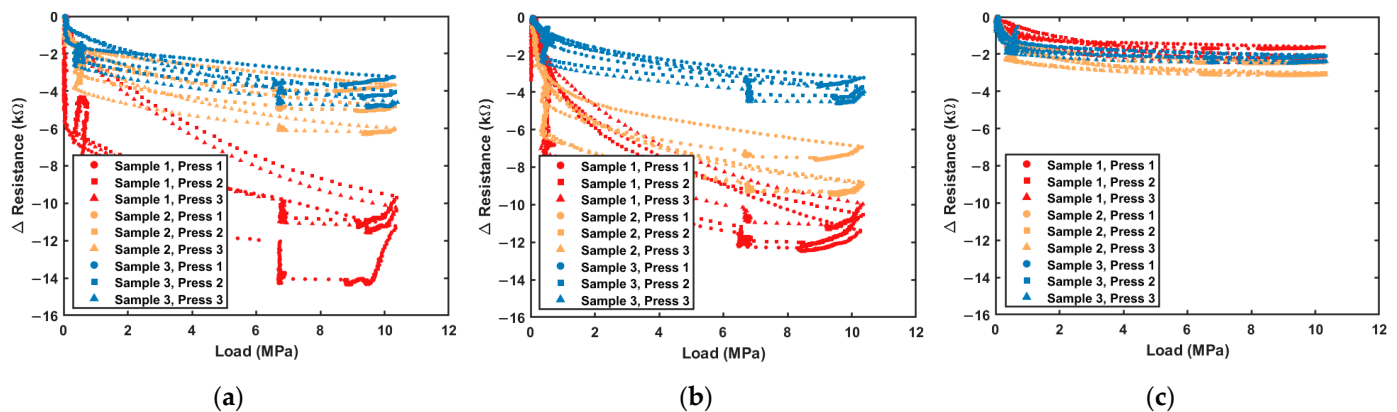 0
−2
−4
−6
−8
−10
−12
−14
−16
Δ Resistance (kΩ)
Sample 1, Press 1
Sample 1, Press 2
Sample 1, Press 3
Sample 2, Press 1
Sample 2, Press 2
Sample 2, Press 3
Sample 3, Press 1
Sample 3, Press 2
Sample 3, Press 3
0 2 4 6 8 10 12
Load (MPa)
(a)
0
−2
−4
−6
−8
−10
−12
−14
−16
Δ Resistance (kΩ)
Sample 1, Press 1
Sample 1, Press 2
Sample 1, Press 3
Sample 2, Press 1
Sample 2, Press 2
Sample 2, Press 3
Sample 3, Press 1
Sample 3, Press 2
Sample 3, Press 3
0 2 4 6 8 10 12
Load (MPa)
(b)
0
−2
−4
−6
−8
−10
−12
−14
−16
Δ Resistance (kΩ)
Sample 1, Press 1
Sample 1, Press 2
Sample 1, Press 3
Sample 2, Press 1
Sample 2, Press 2
Sample 2, Press 3
Sample 3, Press 1
Sample 3, Press 2
Sample 3, Press 3
0 2 4 6 8 10 12
Load (MPa)
(c)